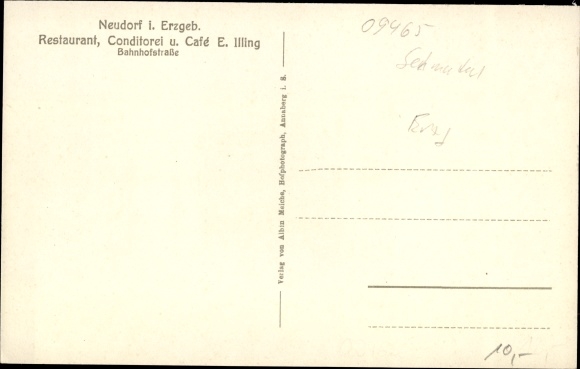 Neudorf i. Erzgeb.
Restaurant, Conditorei u. Café E. Illing
Bahnhofstraße
Verlag von Albin Meiche, Hofphotograph, Annaberg i. S.
09465
10,-